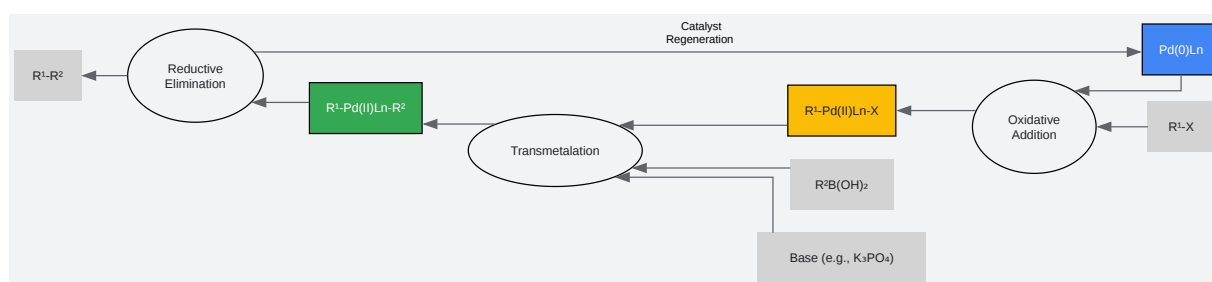 Catalyst
Regeneration
Pd(0)Ln
R¹-R²
Reductive
Elimination
R¹-Pd(II)Ln-R²
R¹-Pd(II)Ln-X
Oxidative
Addition
R¹-X
Transmetalation
R²B(OH)₂
Base (e.g., K₃PO₄)